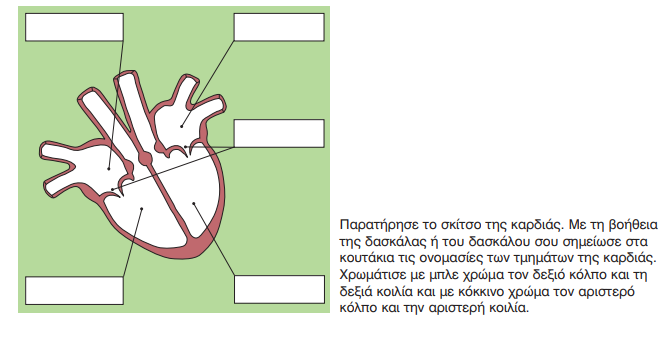 Παρατήρησε το σκίτσο της καρδιάς. Με τη βοήθεια
της δασκάλας ή του δασκάλου σου σημείωσε στα
κουτάκια τις ονομασίες των τμημάτων της καρδιάς.
Χρωμάτισε με μπλε χρώμα τον δεξιό κόλπο και τη
δεξιά κοιλία και με κόκκινο χρώμα τον αριστερό
κόλπο και την αριστερή κοιλία.